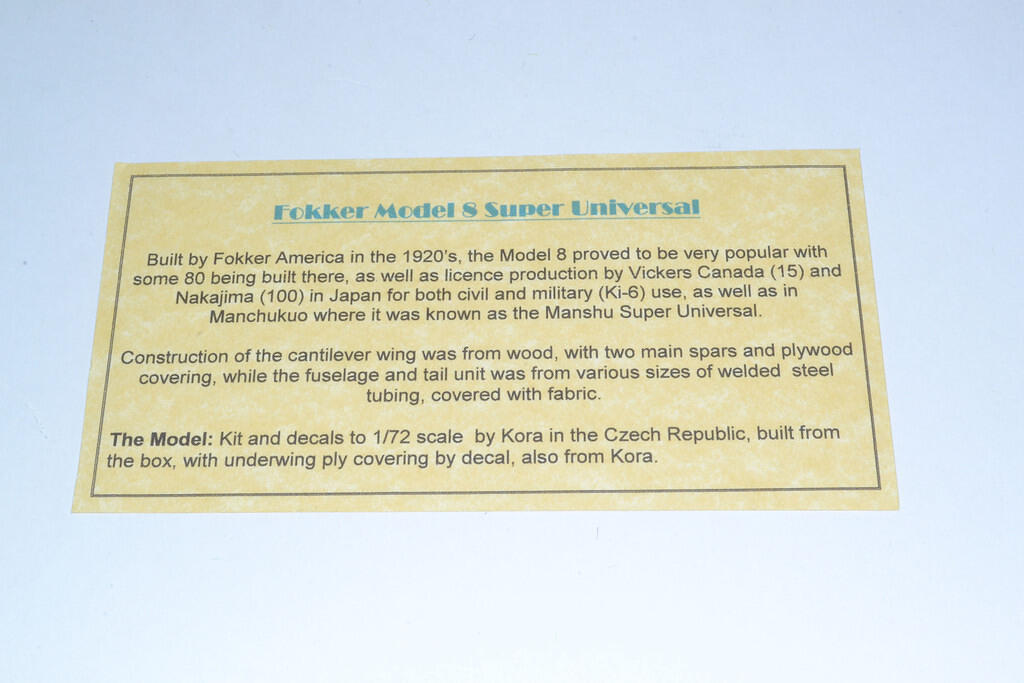 Fokker Model 8 Super Universal
Built by Fokker America in the 1920's, the Model 8 proved to be very popular with
some 80 being built there, as well as licence production by Vickers Canada (15) and
Nakajima (100) in Japan for both civil and military (Ki-6) use, as well as in
Manchukuo where it was known as the Manshu Super Universal.
Construction of the cantilever wing was from wood, with two main spars and plywood
covering, while the fuselage and tail unit was from various sizes of welded  steel
tubing, covered with fabric.
The Model: Kit and decals to 1/72 scale  by Kora in the Czech Republic, built from
the box, with underwing ply covering by decal, also from Kora.